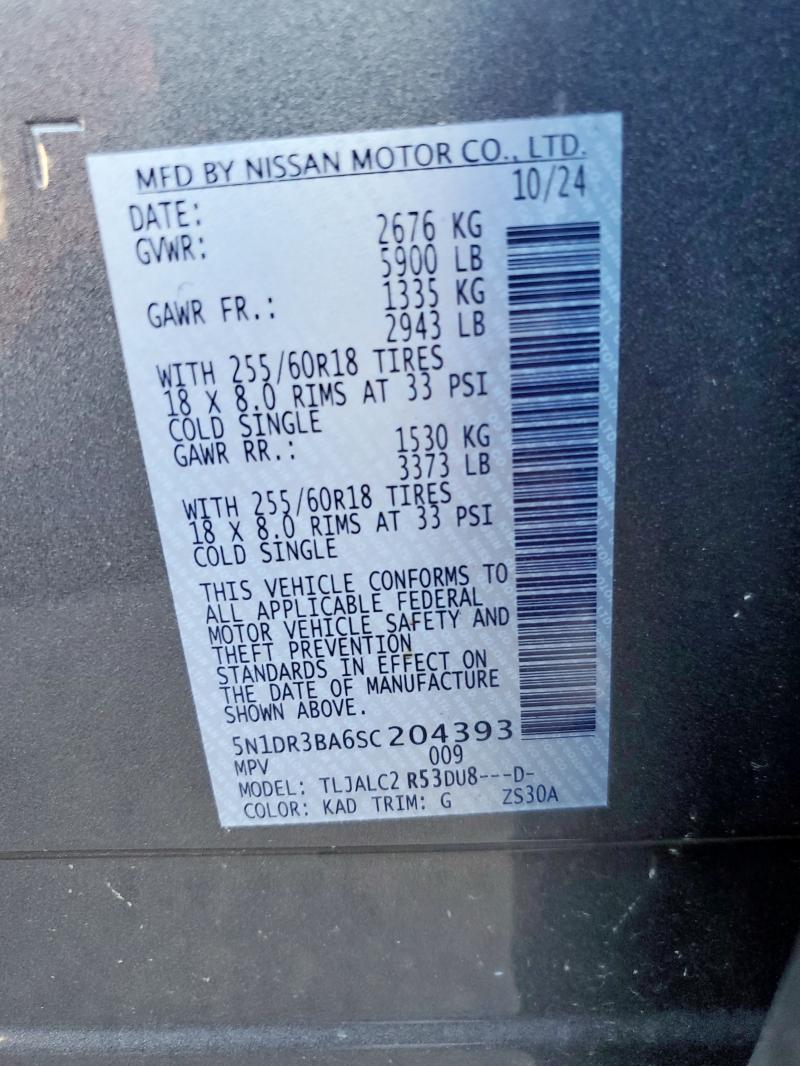 MFD BY NISSAN MOTOR CO., LTD.
DATE: 10/24
GVWR: 2676 KG
5900 LB
GAWR FR.: 1335 KG
2943 LB
WITH 255/60R18 TIRES
18 X 8.0 RIMS AT 33 PSI
COLD SINGLE
GAWR RR.: 1530 KG
3373 LB
WITH 255/60R18 TIRES
18 X 8.0 RIMS AT 33 PSI
COLD SINGLE
THIS VEHICLE CONFORMS TO
ALL APPLICABLE FEDERAL
MOTOR VEHICLE SAFETY AND
THEFT PREVENTION
STANDARDS IN EFFECT ON
THE DATE OF MANUFACTURE
SHOWN ABOVE.
5N1DR3BA6SC204393
MPV 009
MODEL: TLJALC2 R53DU8---D-
COLOR: KAD TRIM: G ZS30A